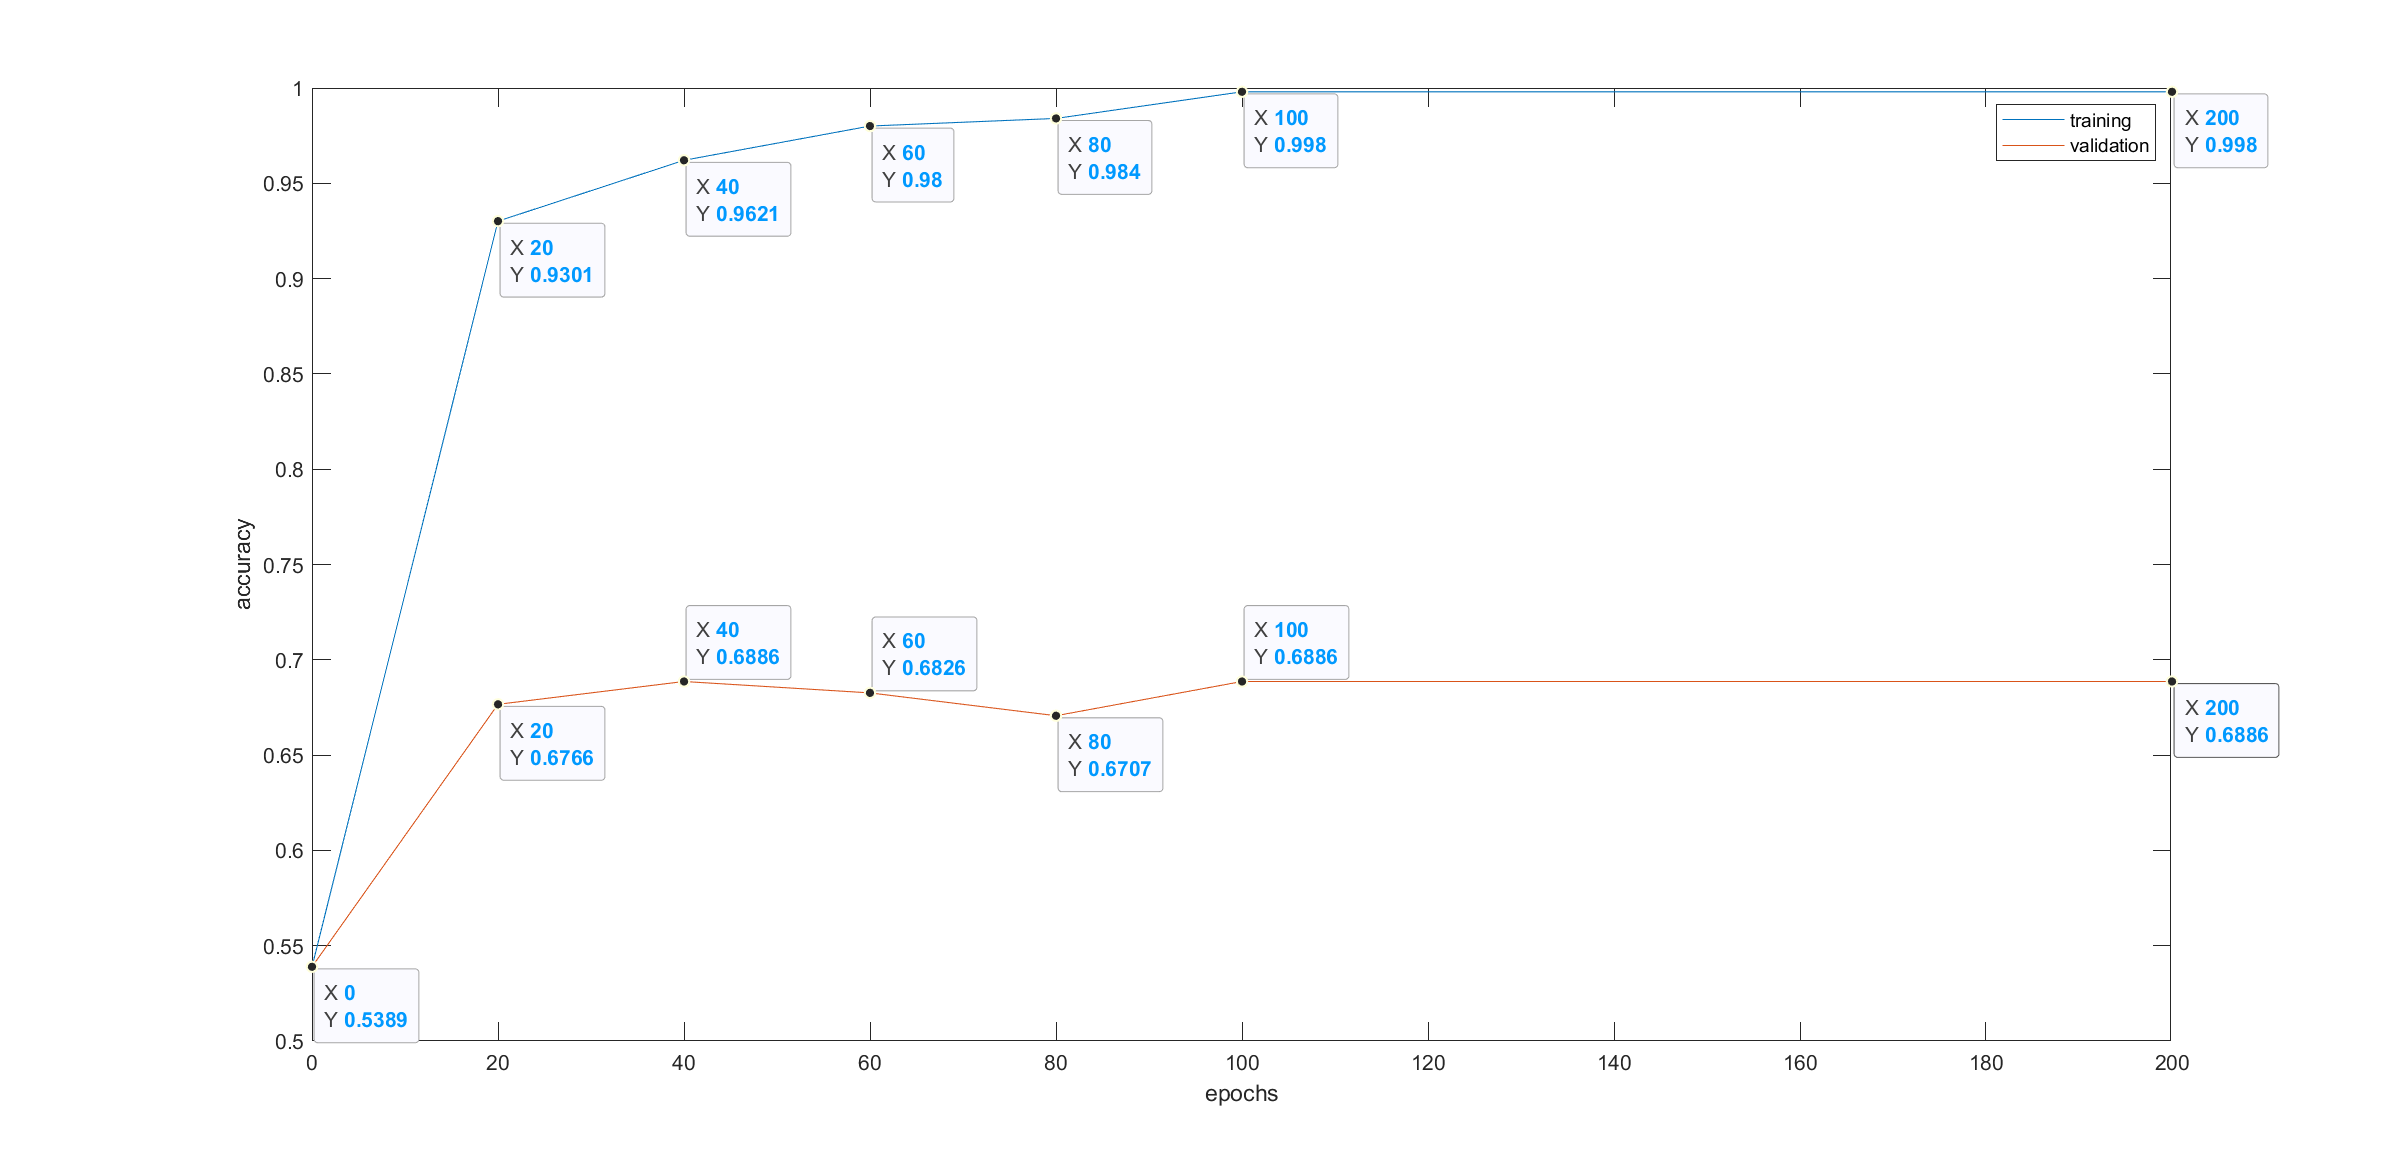 1
0.95
0.9
0.85
0.8
0.75
0.7
0.65
0.6
0.55
0.5
accuracy
0
20
40
60
80
100
120
140
160
180
200
epochs
training
validation
X 20
Y 0.9301
X 40
Y 0.9621
X 60
Y 0.98
X 80
Y 0.984
X 100
Y 0.998
X 200
Y 0.998
X 0
Y 0.5389
X 20
Y 0.6766
X 40
Y 0.6886
X 60
Y 0.6826
X 80
Y 0.6707
X 100
Y 0.6886
X 200
Y 0.6886